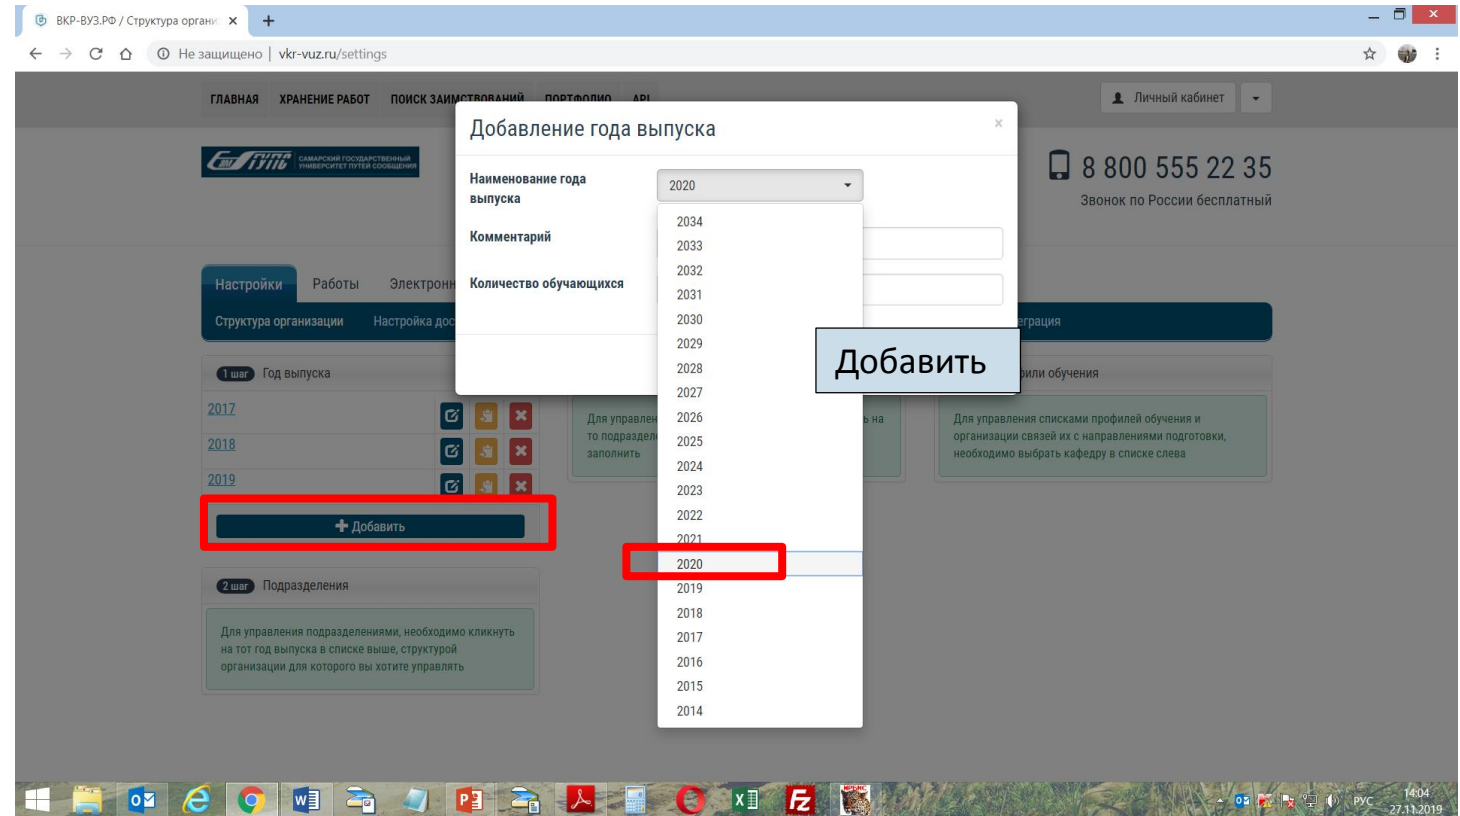 ВКР-ВУЗ.РФ / Структура органи
Не защищено | vkr-vuz.ru/settings
ГЛАВНАЯ ХРАНЕНИЕ РАБОТ ПОИСК ЗАИМСТВОВАНИЙ ПОРТФОЛИО API
Личный кабинет
Добавление года выпуска
×
САМАРСКИЙ ГОСУДАРСТВЕННЫЙ
УНИВЕРСИТЕТ ПУТЕЙ СООБЩЕНИЯ
8 800 555 22 35
Звонок по России бесплатный
Наименование года
выпуска
2020
Комментарий
Количество обучающихся
2034
2033
2032
2031
2030
2029
2028
2027
2026
2025
2024
2023
2022
2021
2020
2019
2018
2017
2016
2015
2014
Добавить
Настройки Работы Электронн
Структура организации Настройка дос
еграция
1 шаг Год выпуска
2017
2018
2019
Добавить
2 шаг Подразделения
Для управления подразделениями, необходимо кликнуть
на тот год выпуска в списке выше, структурой
организации для которого вы хотите управлять
Для управлен
ь на
то подраздел
заполнить
или обучения
Для управления списками профилей обучения и
организации связей их с направлениями подготовки,
необходимо выбрать кафедру в списке слева
ИРБИС
РУС
14:04
27.11.2019